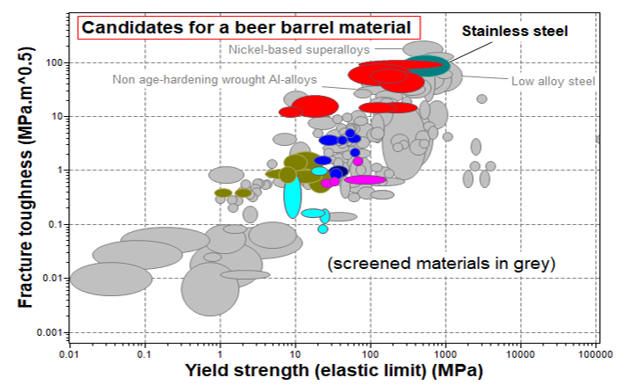 Candidates for a beer barrel material
Stainless steel
Nickel-based superalloys
Non age-hardening wrought Al-alloys
Low alloy steel
(screened materials in grey)
Fracture toughness (MPa.m^0.5)
100
10
1
0.1
0.01
0.001
0.01
0.1
1
10
100
1000
10000
100000
Yield strength (elastic limit) (MPa)